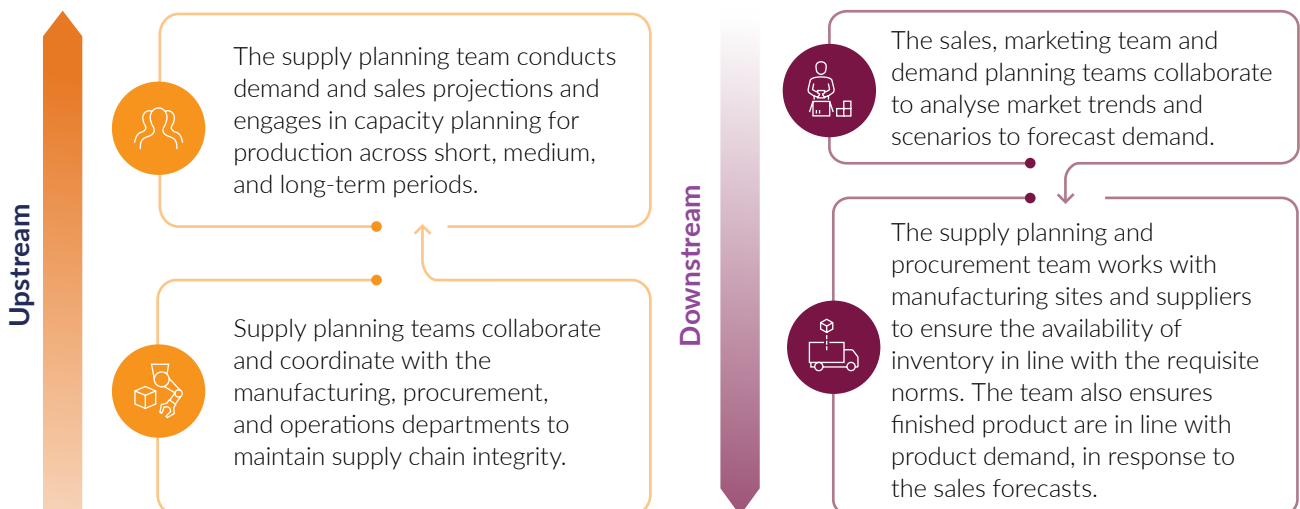 Upstream
The supply planning team conducts
demand and sales projections and
engages in capacity planning for
production across short, medium,
and long-term periods.
Supply planning teams collaborate
and coordinate with the
manufacturing, procurement,
and operations departments to
maintain supply chain integrity.
Downstream
The sales, marketing team and
demand planning teams collaborate
to analyse market trends and
scenarios to forecast demand.
The supply planning and
procurement team works with
manufacturing sites and suppliers
to ensure the availability of
inventory in line with the requisite
norms. The team also ensures
finished product are in line with
product demand, in response to
the sales forecasts.